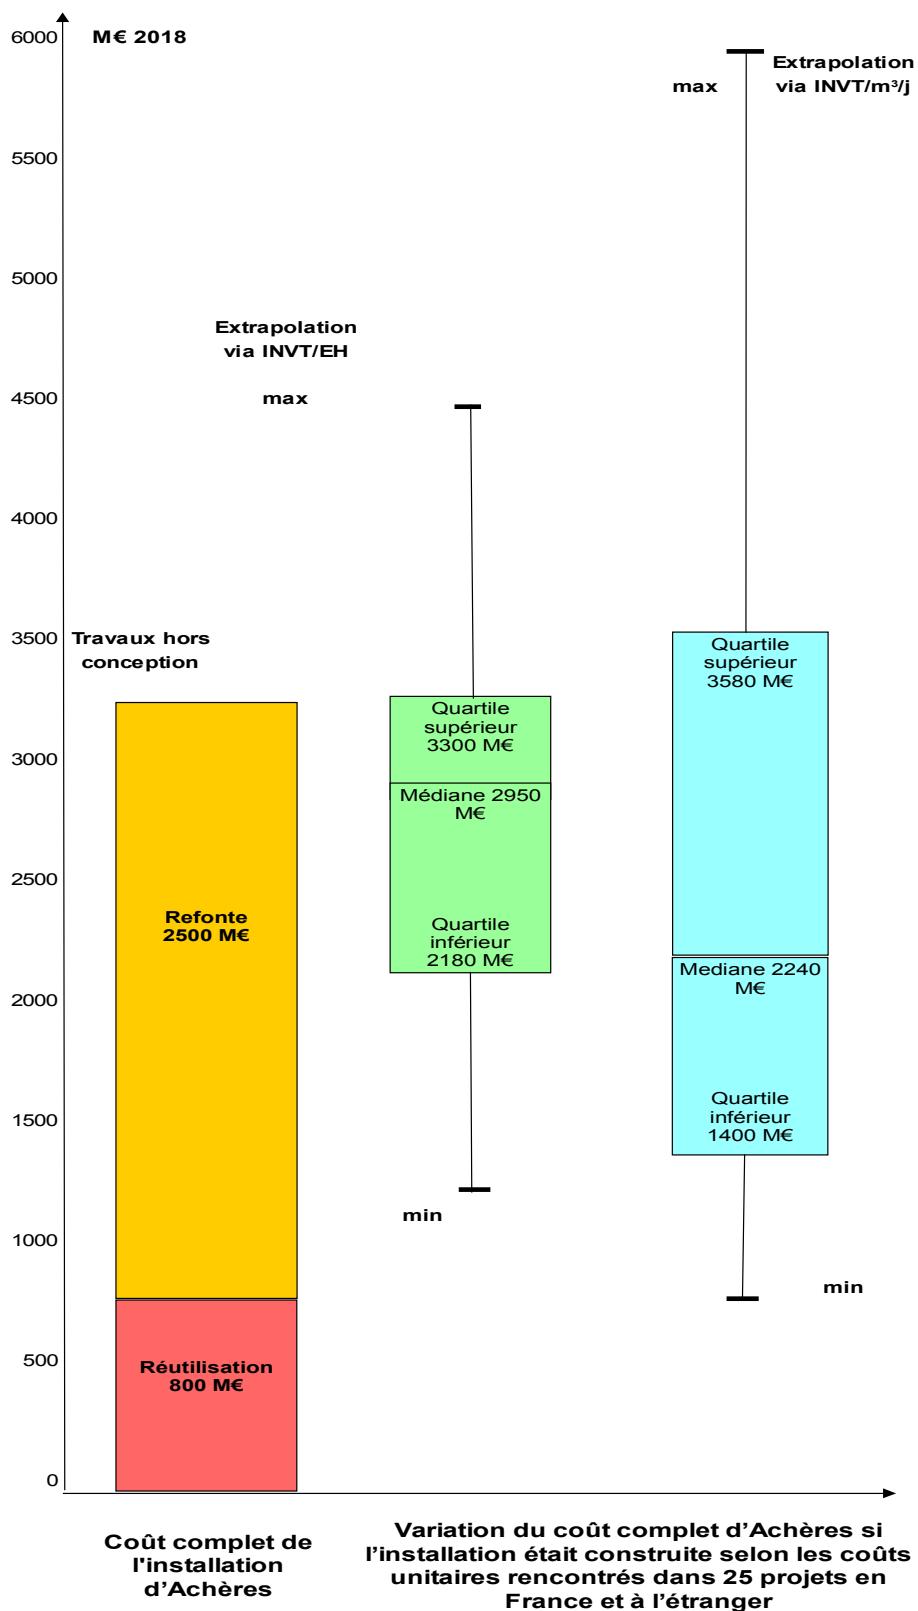 6000
M€ 2018
Extrapolation
via INVT/m³/j
max
5500
5000
Extrapolation
via INVT/EH
max
4500
4000
3500
Travaux hors
conception
Quartile
supérieur
3580 M€
Quartile
supérieur
3300 M€
3000
Médiane 2950
M€
2500
Refonte
2500 M€
Quartile
inférieur
2180 M€
Mediane 2240
M€
2000
1500
Quartile
inférieur
1400 M€
min
1000
min
500
Réutilisation
800 M€
0
Coût complet de
l'installation
d’Achères
Variation du coût complet d’Achères si
l’installation était construite selon les coûts
unitaires rencontrés dans 25 projets en
France et à l’étranger